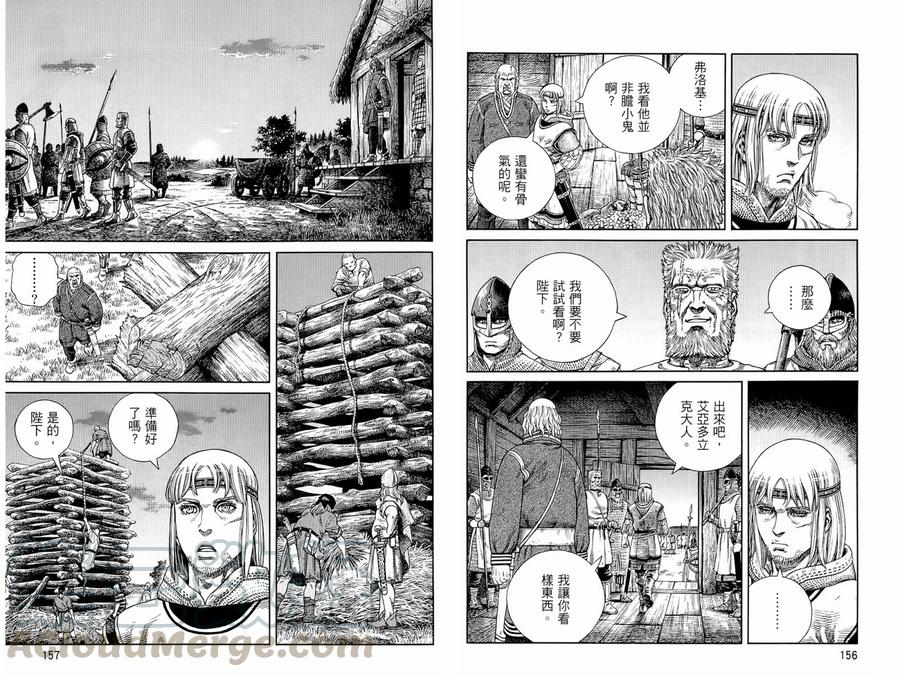 弗洛基…
我看他並
非膽小鬼
啊？
還蠻有骨
氣的呢。
那麼
……
我們要不要
試試看啊？
陛下。
……
出來吧，
艾亞多立
克大人。
我讓你看
樣東西。
156
……？
準備好
了嗎？
是的，
陛下。
AcloudMerge.com
157